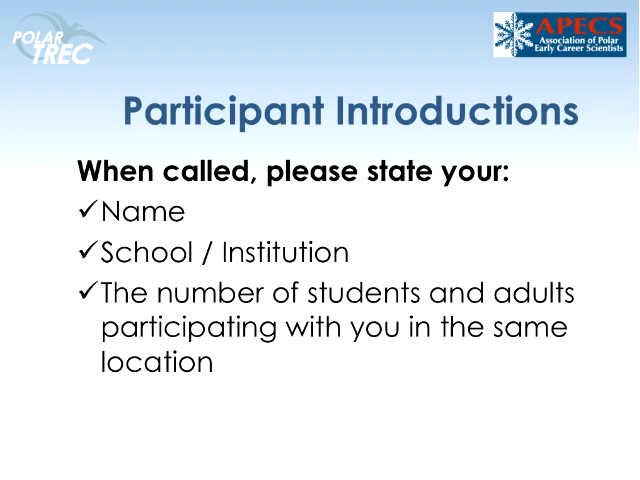 POLAR
TREC
APECS
Association of Polar
Early Career Scientists
Participant Introductions
When called, please state your:
✓Name
✓School / Institution
✓The number of students and adults
participating with you in the same
location